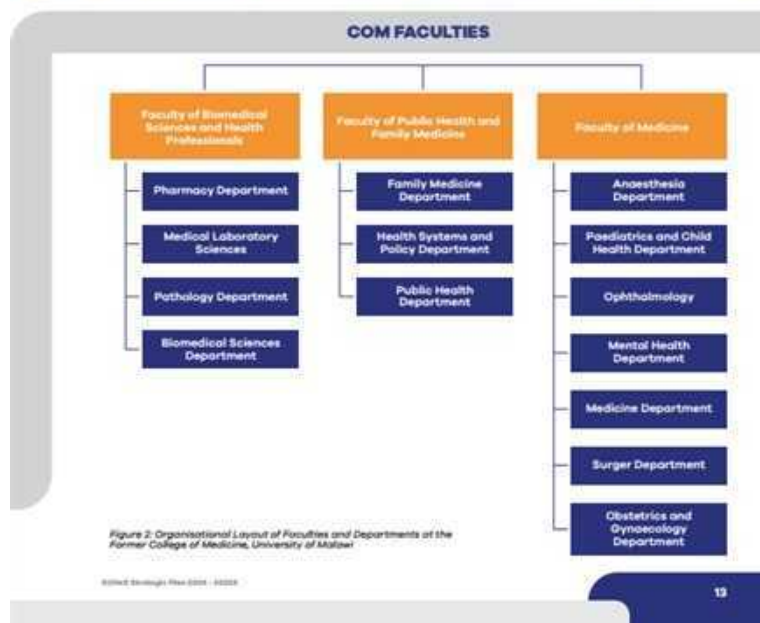 COM FACULTIES
Faculty of Biomedical
Sciences and Health
Professionals
Pharmacy Department
Medical Laboratory
Sciences
Pathology Department
Biomedical Sciences
Department
Faculty of Public Health and
Family Medicine
Family Medicine
Department
Health Systems and
Policy Department
Public Health
Department
Faculty of Medicine
Anaesthesia
Department
Paediatrics and Child
Health Department
Ophthalmology
Mental Health
Department
Medicine Department
Surger Department
Obstetrics and
Gynaecology
Department
Figure 2: Organisational Layout of Faculties and Departments at the
Former College of Medicine, University of Malawi
Strategic Plan
13